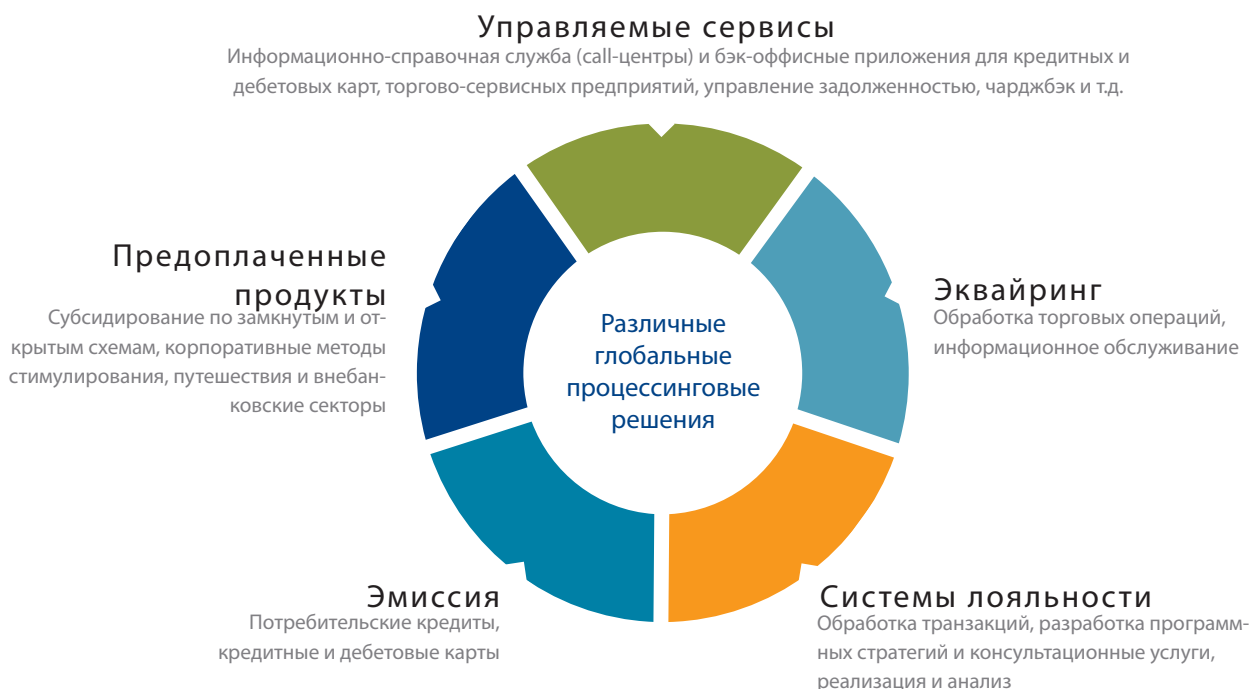 Управляемые сервисы
Информационно-справочная служба (call-центры) и бэк-оффисные приложения для кредитных и
дебетовых карт, торгово-сервисных предприятий, управление задолженностью, чарджбэк и т.д.
Предоплаченные
продукты
Субсидирование по замкнутым и от-
крытым схемам, корпоративные методы
стимулирования, путешествия и внебан-
ковские секторы
Различные
глобальные
процессинговые
решения
Эквайринг
Обработка торговых операций,
информационное обслуживание
Эмиссия
Потребительские кредиты,
кредитные и дебетовые карты
Системы лояльности
Обработка транзакций, разработка программ-
ных стратегий и консультационные услуги,
реализация и анализ